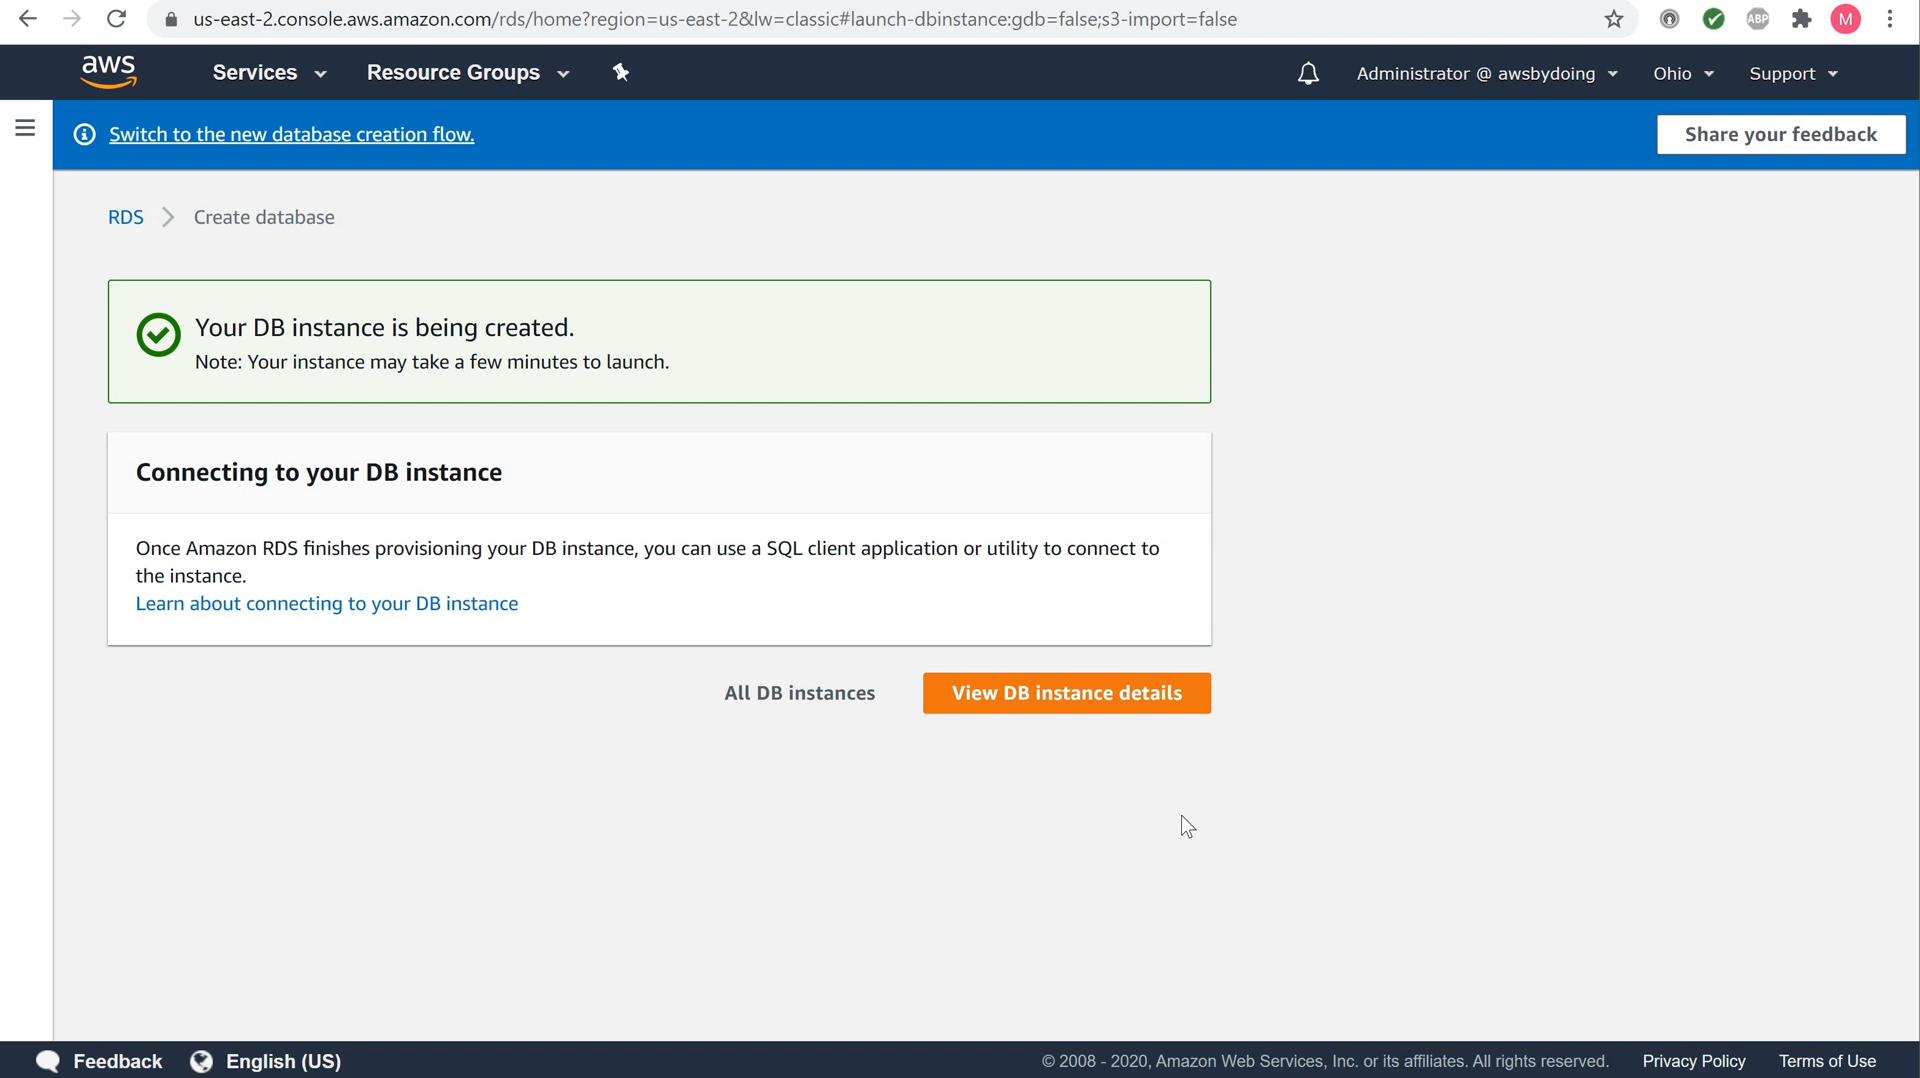 us-east-2.console.aws.amazon.com/rds/home?region=us-east-2&lw=classic#launch-dbinstance:gdb=false;s3-import=false
ABP
M
aws
Services
Resource Groups
Administrator @ awsbydoing
Ohio
Support
Switch to the new database creation flow.
Share your feedback
RDS
Create database
Your DB instance is being created.
Note: Your instance may take a few minutes to launch.
Connecting to your DB instance
Once Amazon RDS finishes provisioning your DB instance, you can use a SQL client application or utility to connect to
the instance.
Learn about connecting to your DB instance
All DB instances
View DB instance details
Feedback
English (US)
© 2008 - 2020, Amazon Web Services, Inc. or its affiliates. All rights reserved.
Privacy Policy
Terms of Use